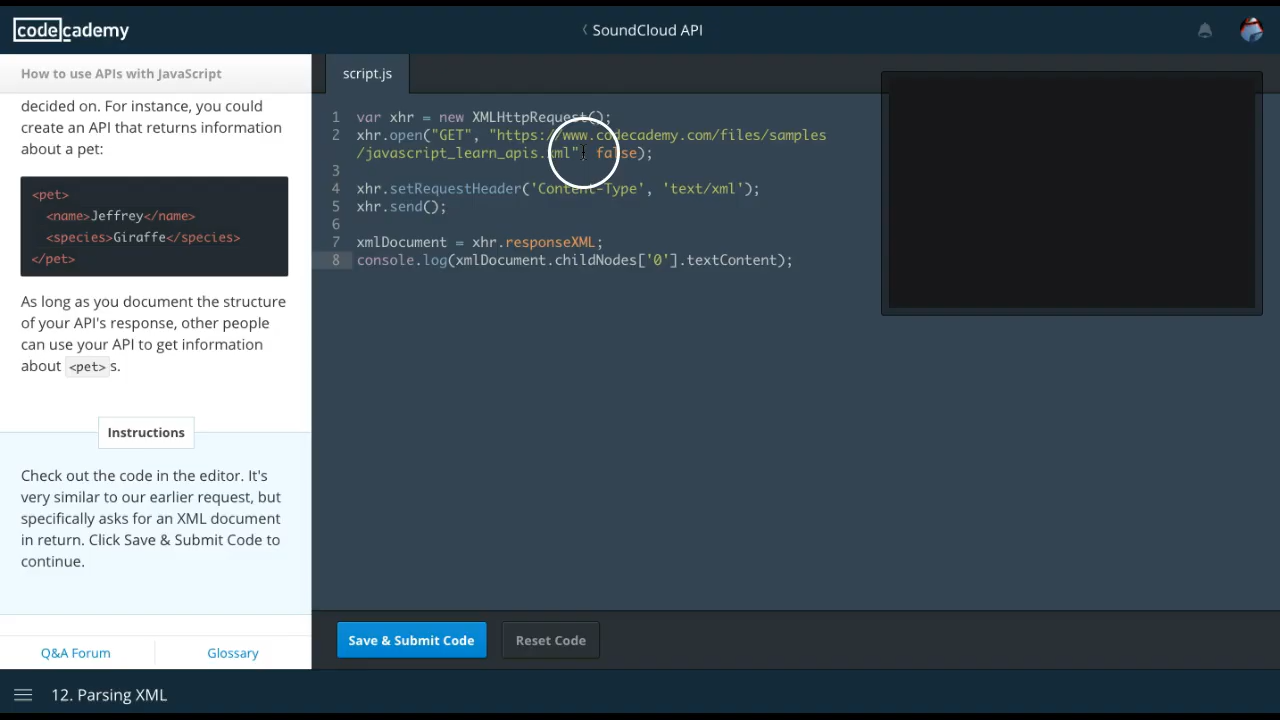 codecademy
SoundCloud API
How to use APIs with JavaScript
decided on. For instance, you could
create an API that returns information
about a pet:
<pet>
<name>Jeffrey</name>
<species>Giraffe</species>
</pet>
As long as you document the structure
of your API's response, other people
can use your API to get information
about <pet> s.
Instructions
Check out the code in the editor. It's
very similar to our earlier request, but
specifically asks for an XML document
in return. Click Save & Submit Code to
continue.
Q&A Forum
Glossary
script.js
1 var xhr = new XMLHttpRequest();
2 xhr.open("GET", "https://www.codecademy.com/files/samples
/javascript_learn_apis.xml", false);
3
4 xhr.setRequestHeader('Content-Type', 'text/xml');
5 xhr.send();
6
7 xmlDocument = xhr.responseXML;
8 console.log(xmlDocument.childNodes['0'].textContent);
Save & Submit Code
Reset Code
12. Parsing XML